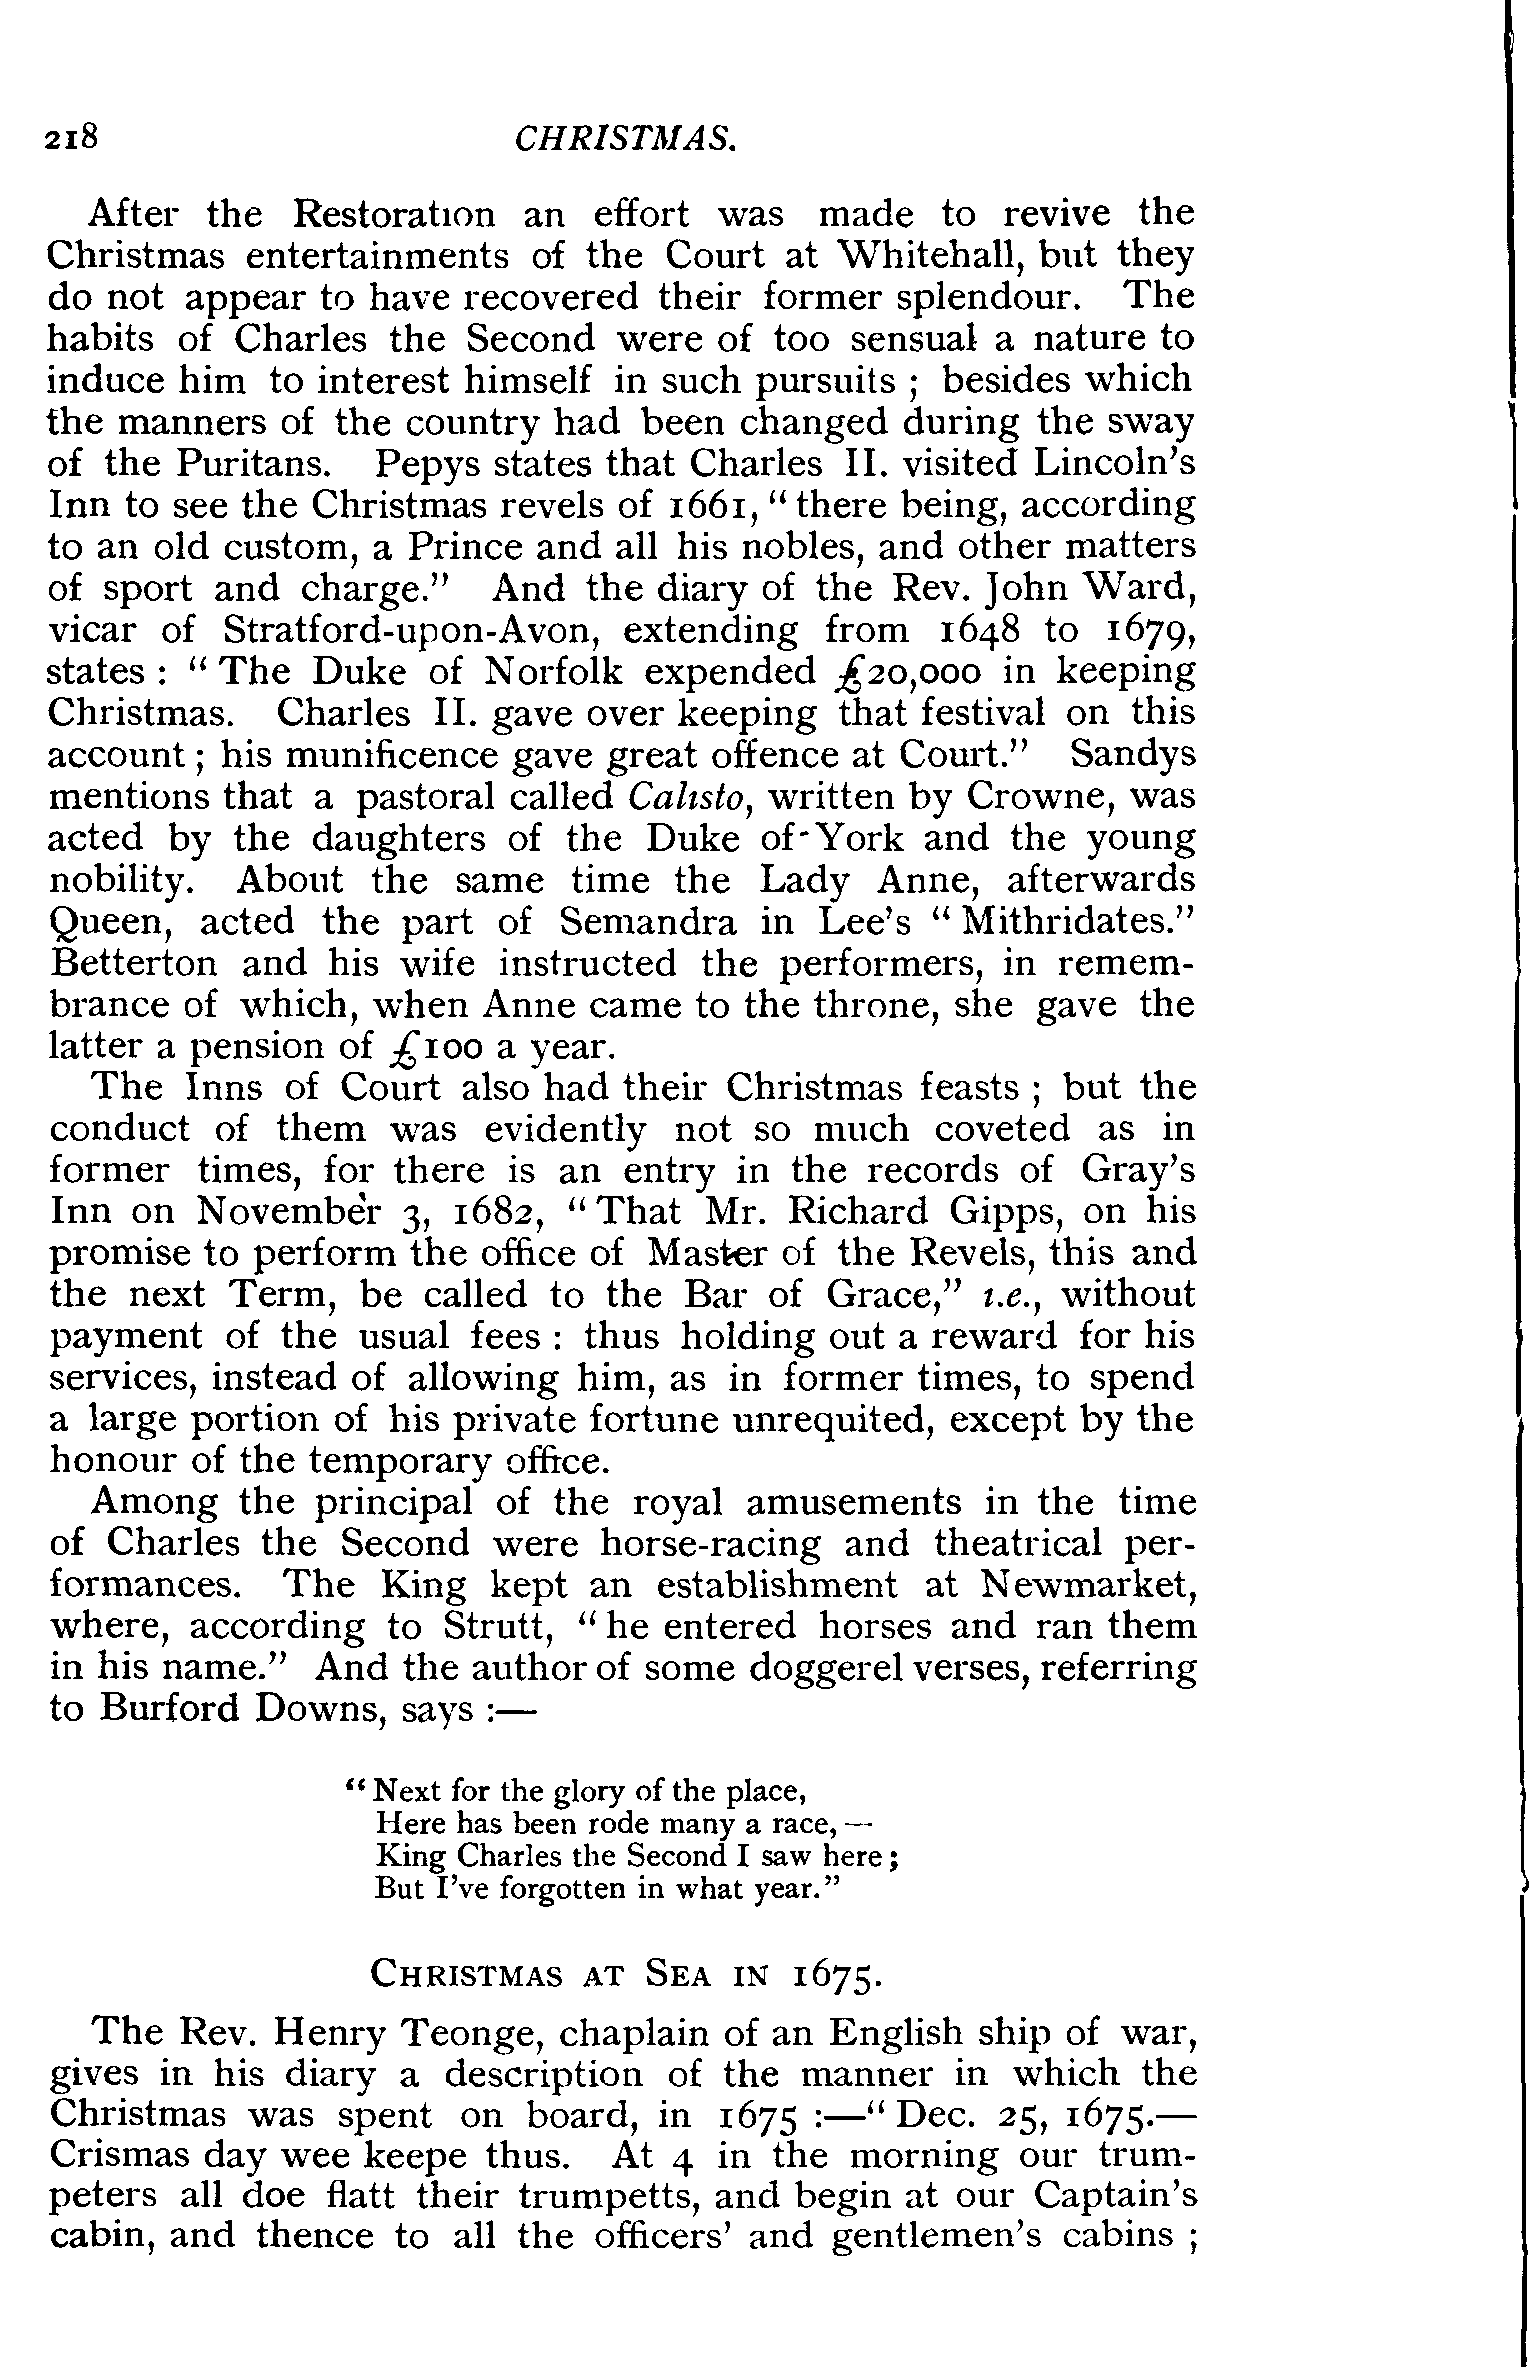 218 CHRISTMAS.
After the Restoration an effort was made to revive the
Christmas entertainments of the Court at Whitehall, but they
do not appear to have recovered their former splendour. The
habits of Charles the Second were of too sensual a nature to
induce him to interest himself in such pursuits ; besides which
the manners of the country had been changed during the sway
of the Puritans. Pepys states that Charles II. visited Lincoln's
Inn to see the Christmas revels of 1661, "there being, according
to an old custom, a Prince and all his nobles, and other matters
of sport and charge." And the diary of the Rev. John Ward,
vicar of Stratford-upon-Avon, extending from 1648 to 1679,
states : "The Duke of Norfolk expended £20,000 in keeping
Christmas. Charles II. gave over keeping that festival on this
account ; his munificence gave great offence at Court." Sandys
mentions that a pastoral called Calisto, written by Crowne, was
acted by the daughters of the Duke of York and the young
nobility. About the same time the Lady Anne, afterwards
Queen, acted the part of Semandra in Lee's "Mithridates."
Betterton and his wife instructed the performers, in remem-
brance of which, when Anne came to the throne, she gave the
latter a pension of £100 a year.
The Inns of Court also had their Christmas feasts ; but the
conduct of them was evidently not so much coveted as in
former times, for there is an entry in the records of Gray's
Inn on November 3, 1682, "That Mr. Richard Gipps, on his
promise to perform the office of Master of the Revels, this and
the next Term, be called to the Bar of Grace," i.e., without
payment of the usual fees : thus holding out a reward for his
services, instead of allowing him, as in former times, to spend
a large portion of his private fortune unrequited, except by the
honour of the temporary office.
Among the principal of the royal amusements in the time
of Charles the Second were horse-racing and theatrical per-
formances. The King kept an establishment at Newmarket,
where, according to Strutt, "he entered horses and ran them
in his name." And the author of some doggerel verses, referring
to Burford Downs, says :—
"Next for the glory of the place,
Here has been rode many a race,—
King Charles the Second I saw here ;
But I've forgotten in what year."
CHRISTMAS AT SEA IN 1675.
The Rev. Henry Teonge, chaplain of an English ship of war,
gives in his diary a description of the manner in which the
Christmas was spent on board, in 1675 :—"Dec. 25, 1675.—
Crismas day wee keepe thus. At 4 in the morning our trum-
peters all doe flatt their trumpetts, and begin at our Captain's
cabin, and thence to all the officers' and gentlemen's cabins ;